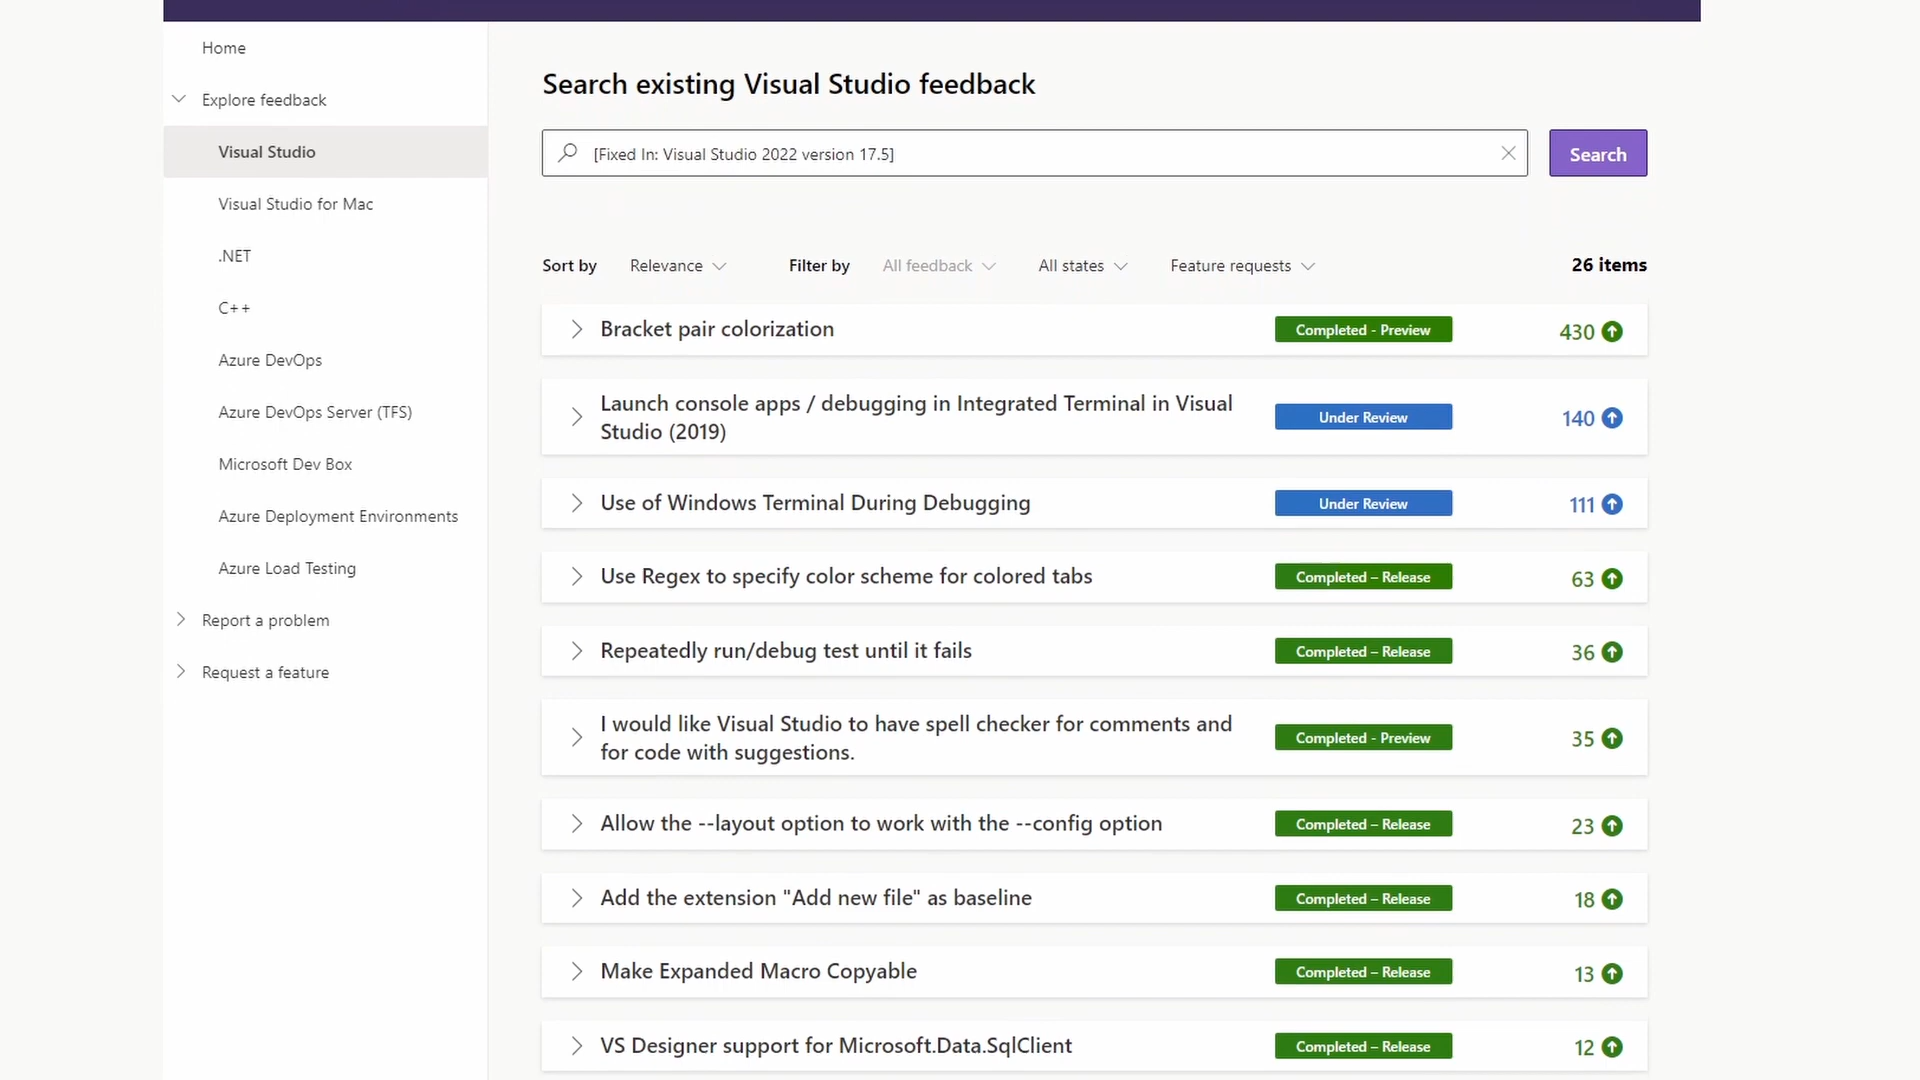 Home
Explore feedback
Visual Studio
Visual Studio for Mac
.NET
C++
Azure DevOps
Azure DevOps Server (TFS)
Microsoft Dev Box
Azure Deployment Environments
Azure Load Testing
Report a problem
Request a feature
Search existing Visual Studio feedback
[Fixed In: Visual Studio 2022 version 17.5]
Search
Sort by Relevance Filter by All feedback All states Feature requests 26 items
Bracket pair colorization Completed - Preview 430
Launch console apps / debugging in Integrated Terminal in Visual
Studio (2019) Under Review 140
Use of Windows Terminal During Debugging Under Review 111
Use Regex to specify color scheme for colored tabs Completed – Release 63
Repeatedly run/debug test until it fails Completed – Release 36
I would like Visual Studio to have spell checker for comments and
for code with suggestions. Completed - Preview 35
Allow the --layout option to work with the --config option Completed – Release 23
Add the extension "Add new file" as baseline Completed – Release 18
Make Expanded Macro Copyable Completed – Release 13
VS Designer support for Microsoft.Data.SqlClient Completed – Release 12